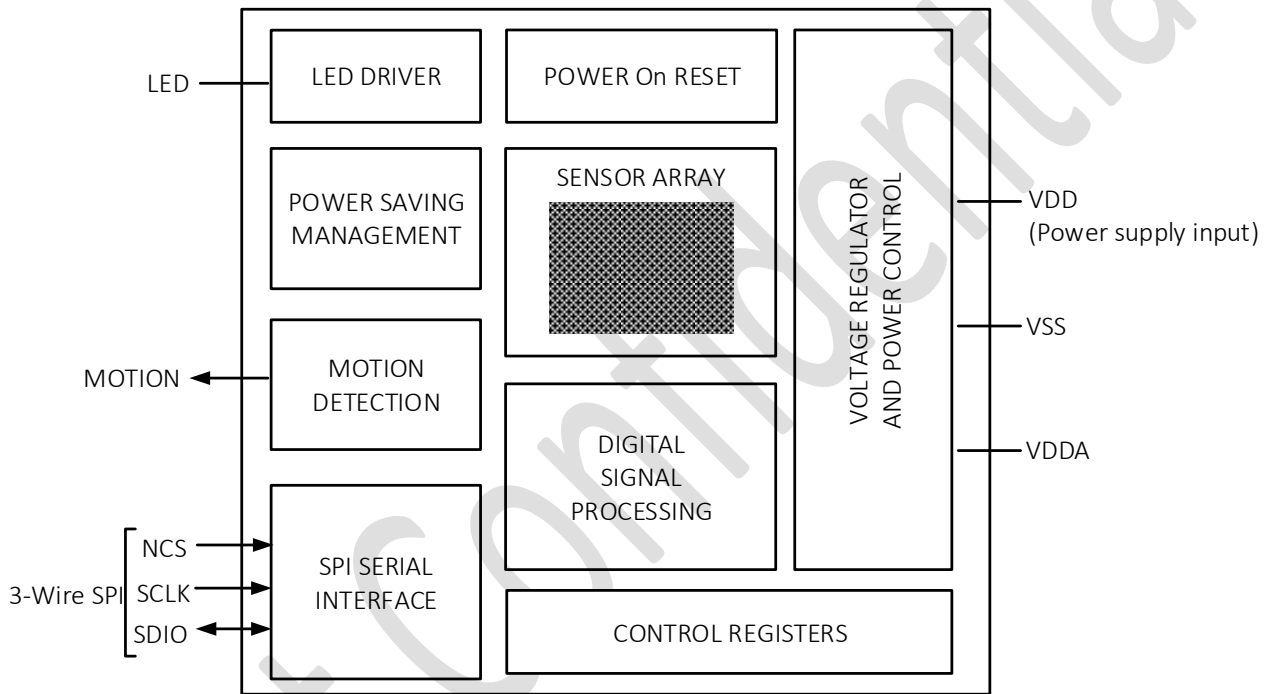 LED
LED DRIVER
POWER On RESET
POWER SAVING
MANAGEMENT
SENSOR ARRAY
VOLTAGE REGULATOR
AND POWER CONTROL
VDD
(Power supply input)
VSS
VDDA
MOTION
MOTION
DETECTION
DIGITAL
SIGNAL
PROCESSING
3-Wire SPI
NCS
SCLK
SDIO
SPI SERIAL
INTERFACE
CONTROL REGISTERS
Confidential